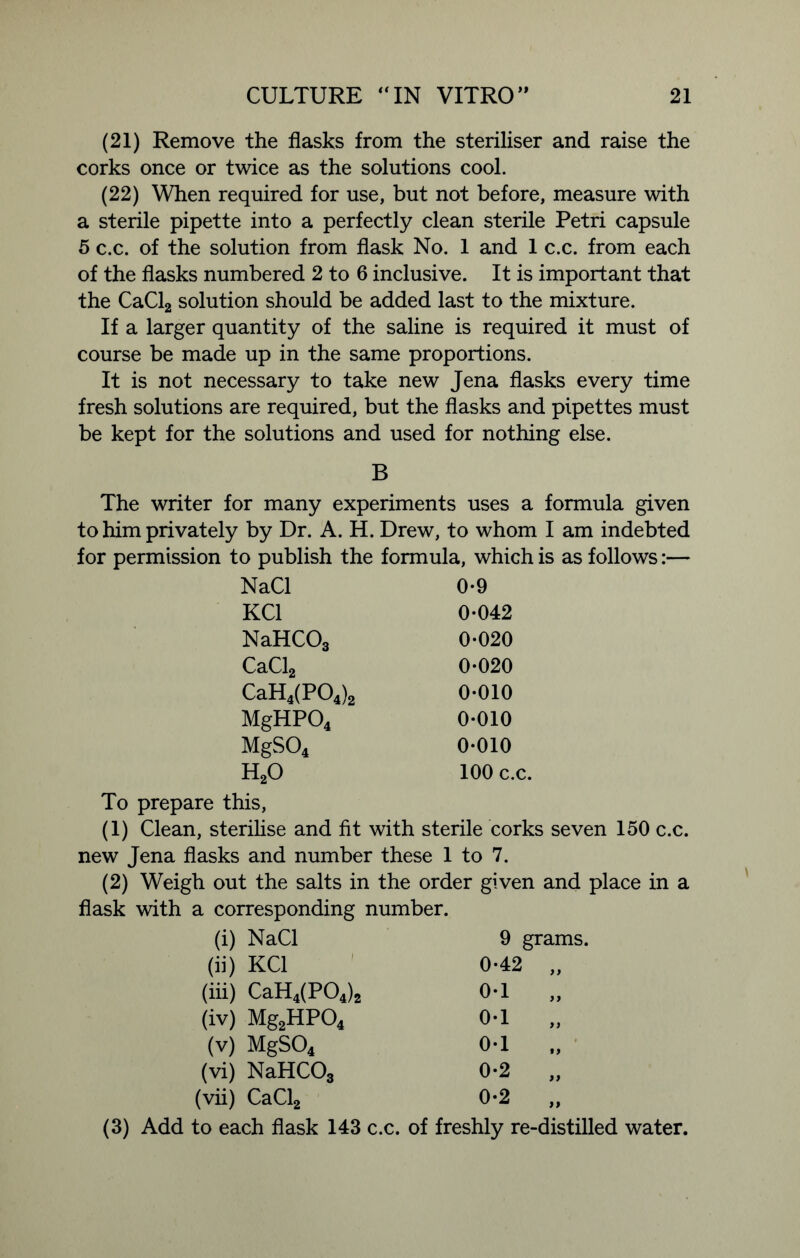 CULTURE "IN VITRO" 21
(21) Remove the flasks from the steriliser and raise the
corks once or twice as the solutions cool.
(22) When required for use, but not before, measure with
a sterile pipette into a perfectly clean sterile Petri capsule
5 c.c. of the solution from flask No. 1 and 1 c.c. from each
of the flasks numbered 2 to 6 inclusive. It is important that
the CaCl₂ solution should be added last to the mixture.
If a larger quantity of the saline is required it must of
course be made up in the same proportions.
It is not necessary to take new Jena flasks every time
fresh solutions are required, but the flasks and pipettes must
be kept for the solutions and used for nothing else.
B
The writer for many experiments uses a formula given
to him privately by Dr. A. H. Drew, to whom I am indebted
for permission to publish the formula, which is as follows:—
NaCl 0·9
KCl 0·042
NaHCO₃ 0·020
CaCl₂ 0·020
CaH₄(PO₄)₂ 0·010
MgHPO₄ 0·010
MgSO₄ 0·010
H₂O 100 c.c.
To prepare this,
(1) Clean, sterilise and fit with sterile corks seven 150 c.c.
new Jena flasks and number these 1 to 7.
(2) Weigh out the salts in the order given and place in a
flask with a corresponding number.
(i) NaCl 9 grams.
(ii) KCl 0·42 „
(iii) CaH₄(PO₄)₂ 0·1 „
(iv) Mg₂HPO₄ 0·1 „
(v) MgSO₄ 0·1 „
(vi) NaHCO₃ 0·2 „
(vii) CaCl₂ 0·2 „
(3) Add to each flask 143 c.c. of freshly re-distilled water.